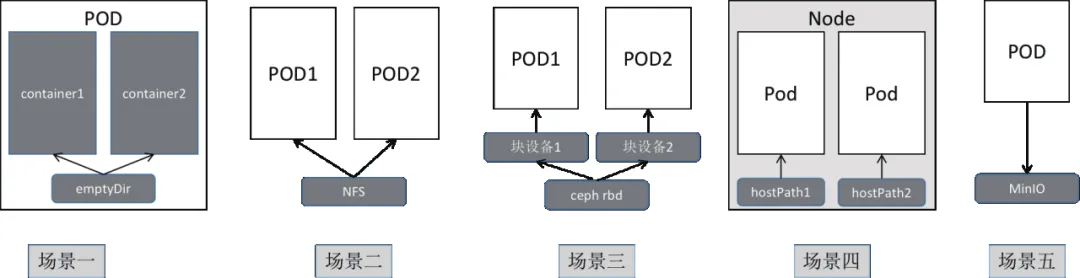 POD
container1
container2
emptyDir
场景一
POD1
POD2
NFS
场景二
POD1
POD2
块设备1
块设备2
ceph rbd
场景三
Node
Pod
Pod
hostPath1
hostPath2
场景四
POD
MinIO
场景五